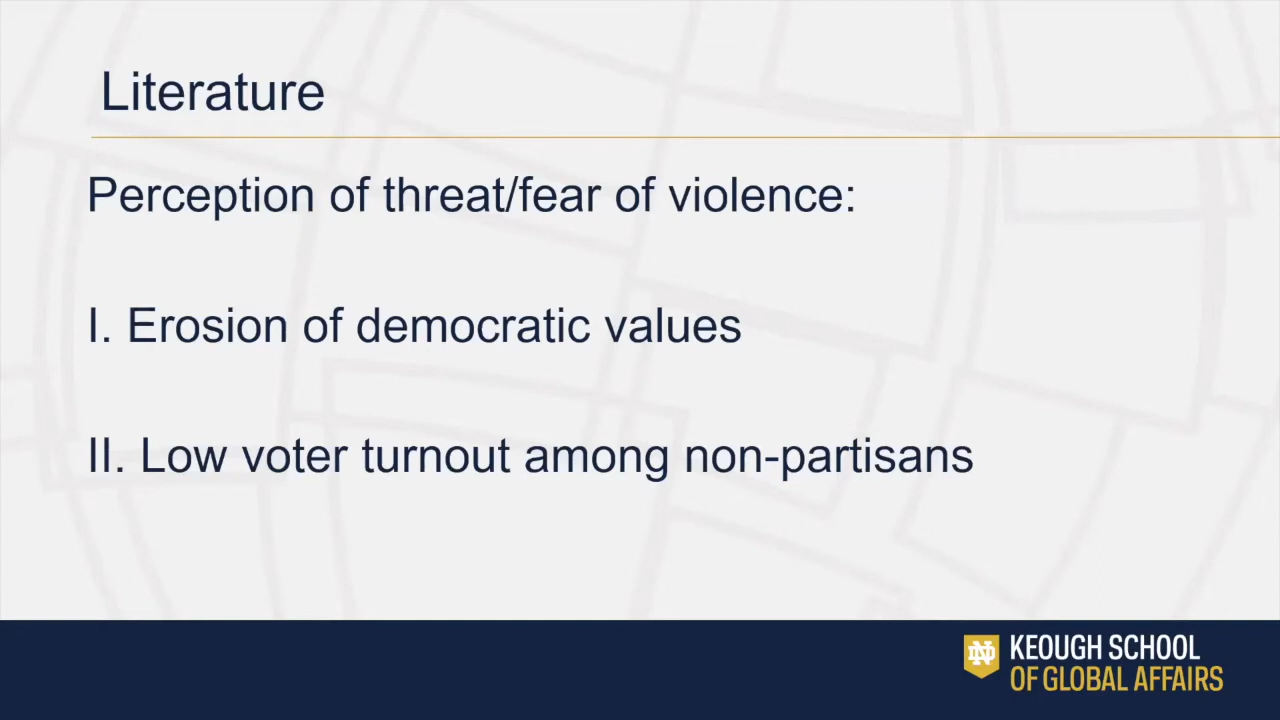 Literature
Perception of threat/fear of violence:
I. Erosion of democratic values
II. Low voter turnout among non-partisans
ND
KEOUGH SCHOOL
OF GLOBAL AFFAIRS